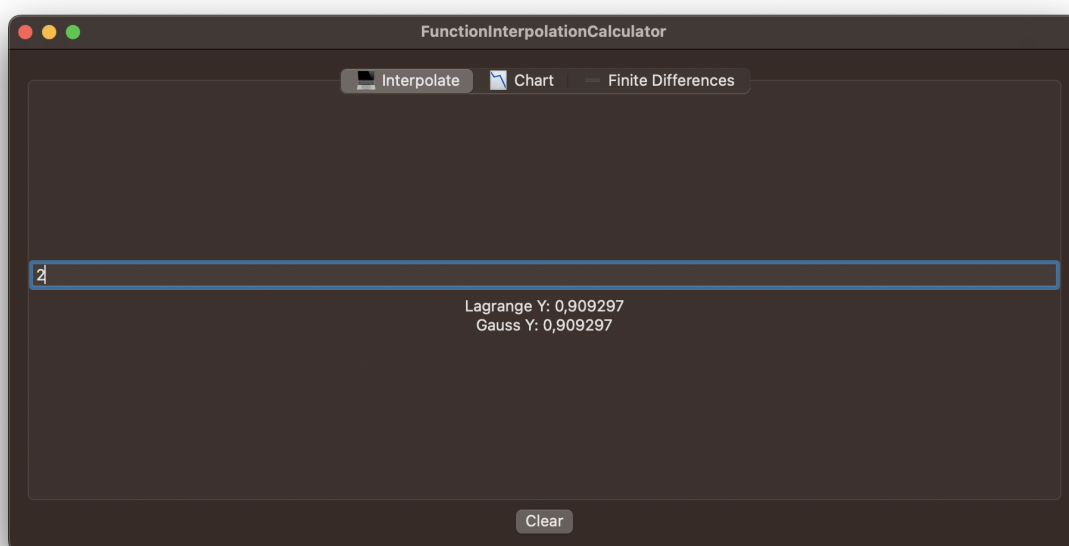 FunctionInterpolationCalculator
Interpolate Chart Finite Differences
2
Lagrange Y: 0,909297
Gauss Y: 0,909297
Clear